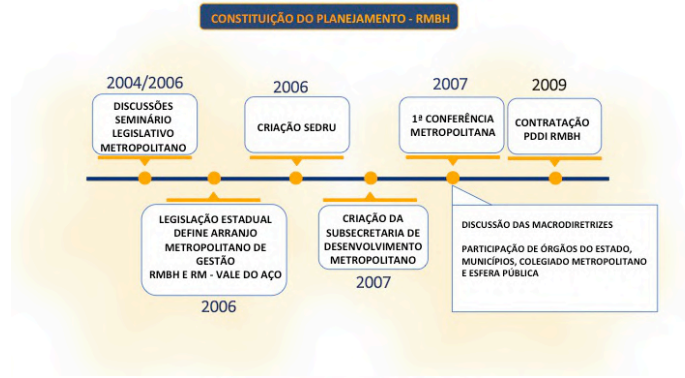 CONSTITUIÇÃO DO PLANEJAMENTO - RMBH
2004/2006
DISCUSSÕES
SEMINÁRIO
LEGISLATIVO
METROPOLITANO
LEGISLAÇÃO ESTADUAL
DEFINE ARRANJO
METROPOLITANO DE
GESTÃO
RMBH E RM - VALE DO AÇO
2006
2006
CRIAÇÃO SEDRU
CRIAÇÃO DA
SUBSECRETARIA DE
DESENVOLVIMENTO
METROPOLITANO
2007
2007
1ª CONFERÊNCIA
METROPOLITANA
DISCUSSÃO DAS MACRODIRETRIZES
PARTICIPAÇÃO DE ÓRGÃOS DO ESTADO,
MUNICÍPIOS, COLEGIADO METROPOLITANO
E ESFERA PÚBLICA
2009
CONTRATAÇÃO
PDDI RMBH